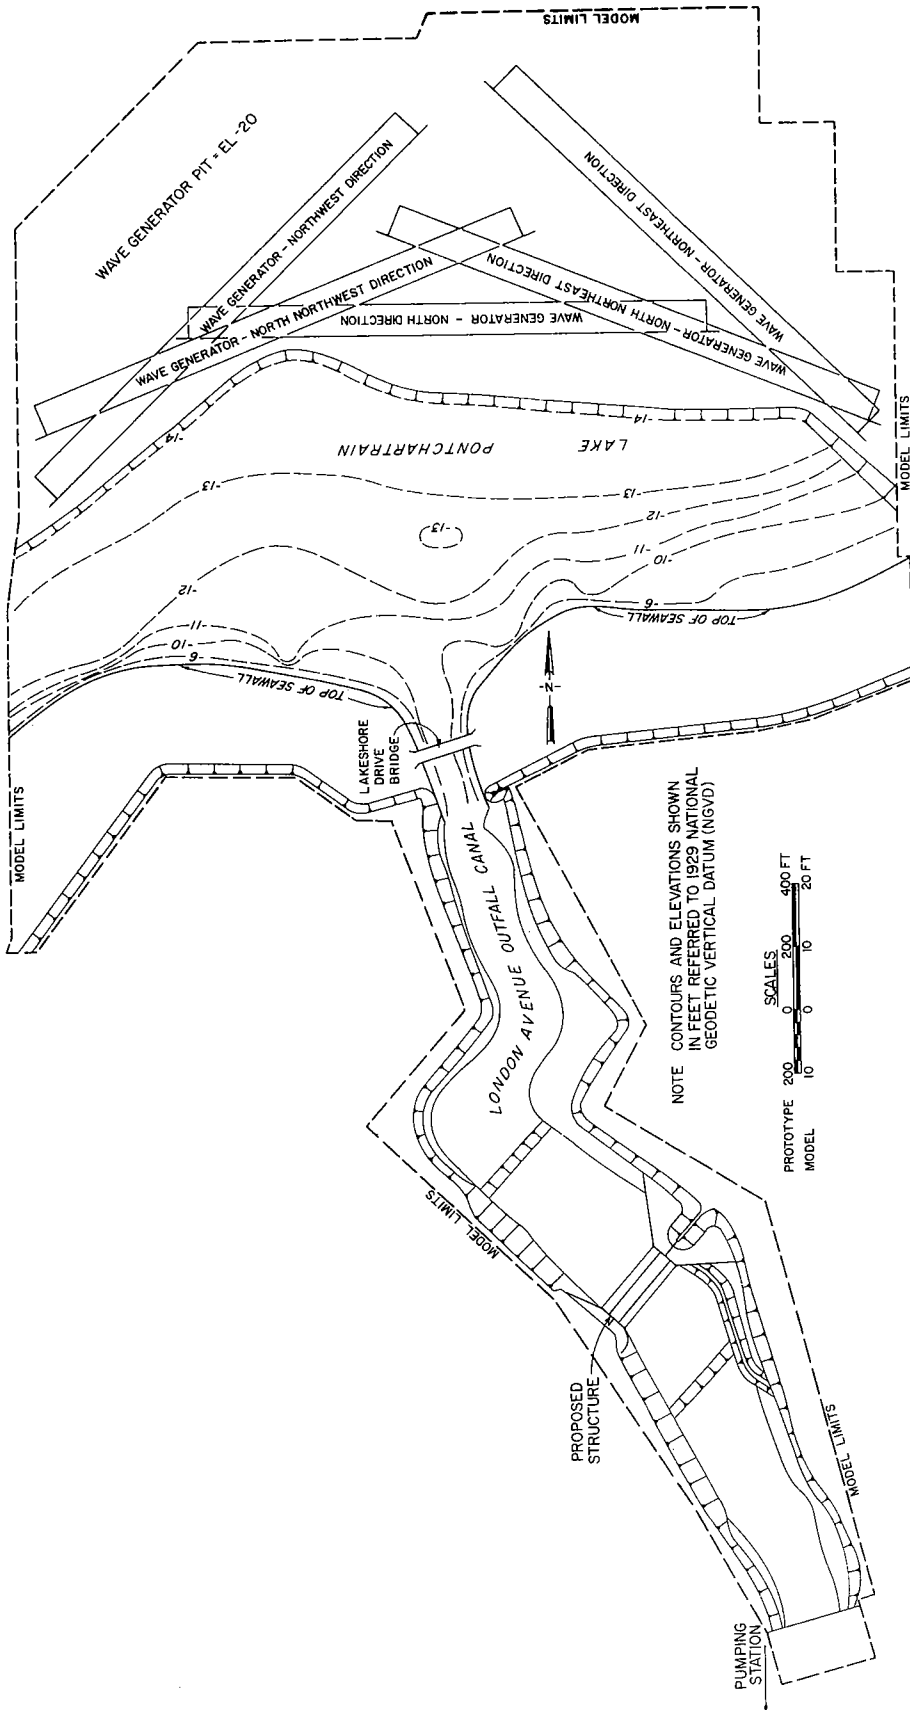 MODEL LIMITS
WAVE GENERATOR PIT = EL -20
WAVE GENERATOR - NORTHWEST DIRECTION
WAVE GENERATOR - NORTH NORTHWEST DIRECTION
WAVE GENERATOR - NORTH DIRECTION
WAVE GENERATOR - NORTH NORTHEAST DIRECTION
WAVE GENERATOR - NORTHEAST DIRECTION
MODEL LIMITS
-14
-14
LAKE
PONTCHARTRAIN
-13
-13
-13
-12
-12
-11
-11
-10
-10
-6
-6
TOP OF SEAWALL
TOP OF SEAWALL
-N-
LAKESHORE
DRIVE
BRIDGE
MODEL LIMITS
LONDON AVENUE OUTFALL CANAL
NOTE CONTOURS AND ELEVATIONS SHOWN
IN FEET REFERRED TO 1929 NATIONAL
GEODETIC VERTICAL DATUM (NGVD)
SCALES
PROTOTYPE 200 0 200 400 FT
MODEL 10 0 10 20 FT
MODEL LIMITS
PROPOSED
STRUCTURE
MODEL LIMITS
PUMPING
STATION